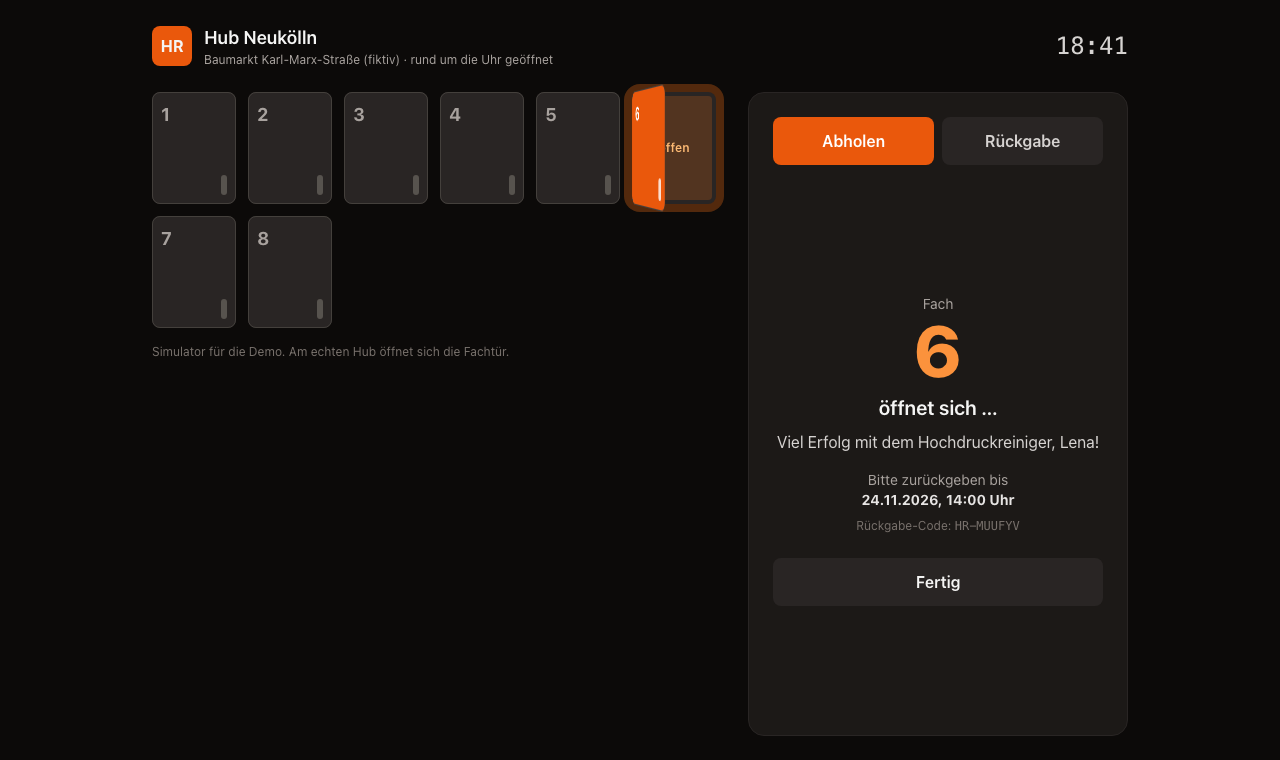 HR
Hub Neukölln
Baumarkt Karl-Marx-Straße (fiktiv) · rund um die Uhr geöffnet
18:41
1
2
3
4
5
6
ffen
7
8
Simulator für die Demo. Am echten Hub öffnet sich die Fachtür.
Abholen
Rückgabe
Fach
6
öffnet sich ...
Viel Erfolg mit dem Hochdruckreiniger, Lena!
Bitte zurückgeben bis
24.11.2026, 14:00 Uhr
Rückgabe-Code: HR-MUUFYV
Fertig